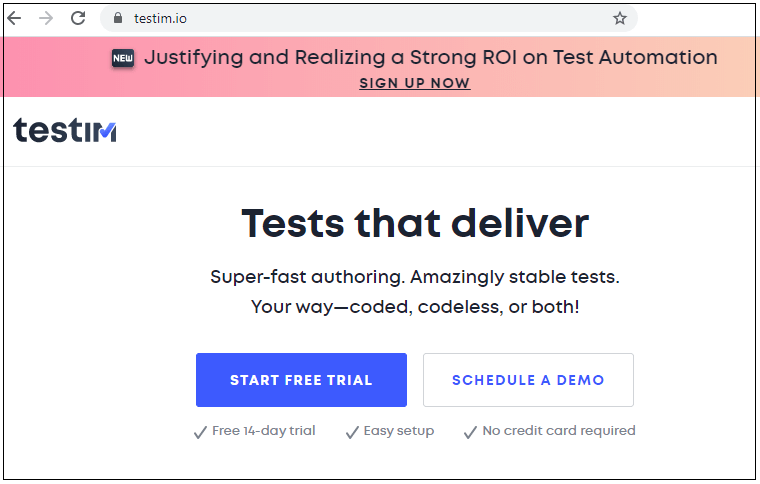 testim.io
NEW Justifying and Realizing a Strong ROI on Test Automation
SIGN UP NOW
testim
Tests that deliver
Super-fast authoring. Amazingly stable tests.
Your way—coded, codeless, or both!
START FREE TRIAL SCHEDULE A DEMO
Free 14-day trial Easy setup No credit card required